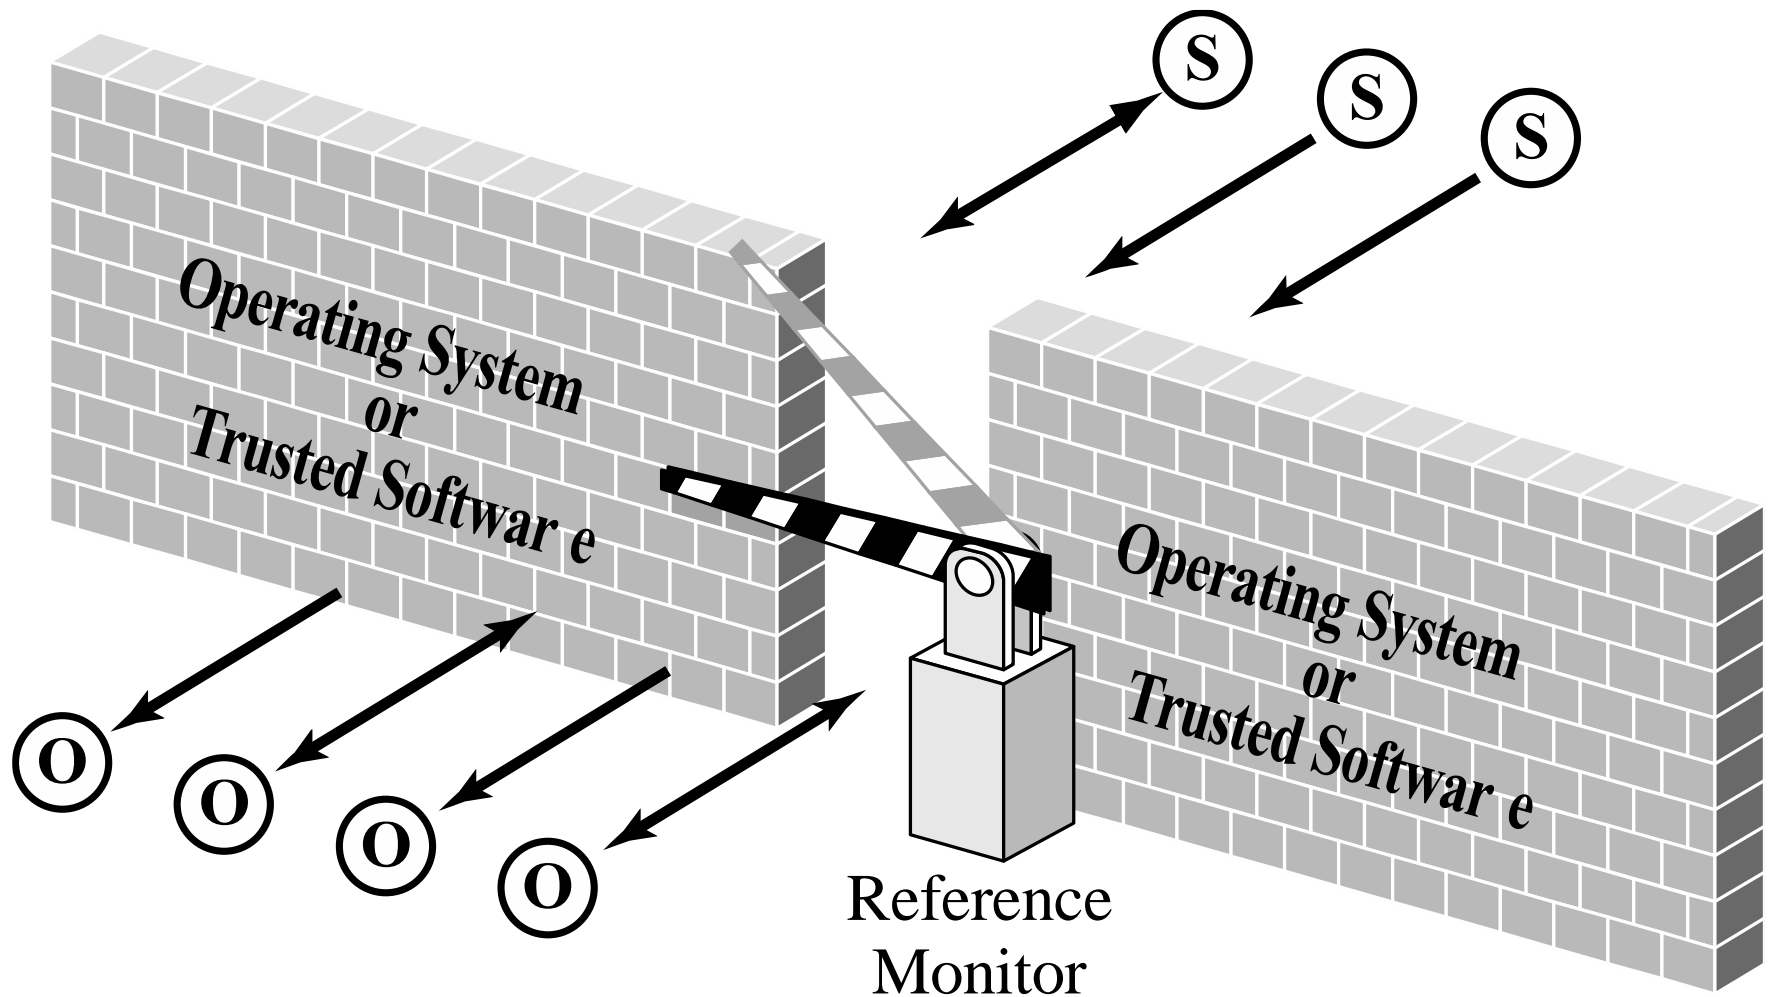 S
S
S
Operating System
or
Trusted Softwar e
Operating System
or
Trusted Softwar e
O
O
O
O
Reference
Monitor